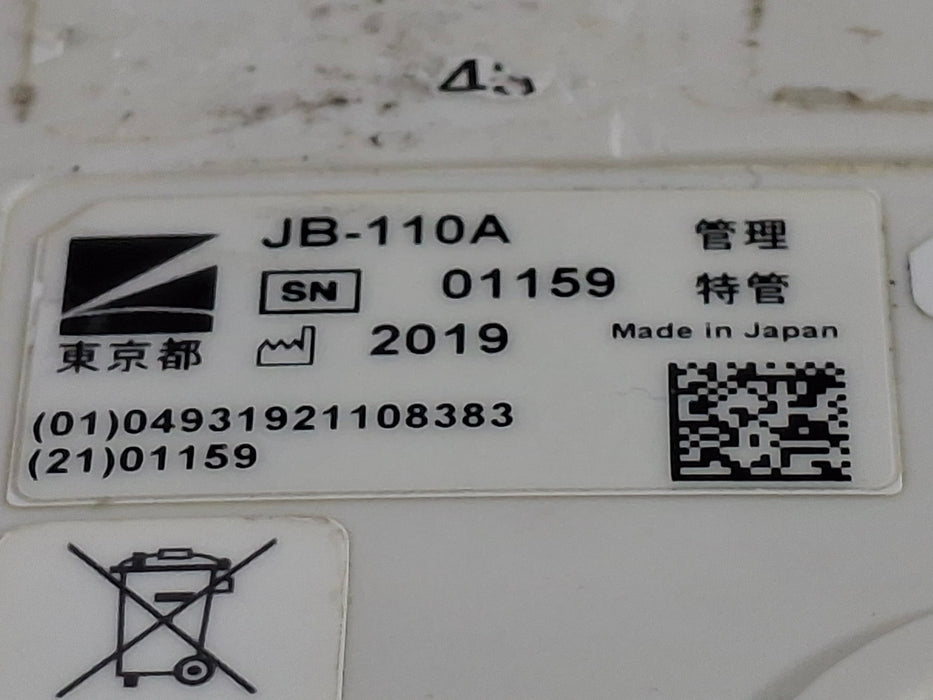 JB-110A
管理
SN 01159
特管
2019
Made in Japan
東京都
(01)04931921108383
(21)01159